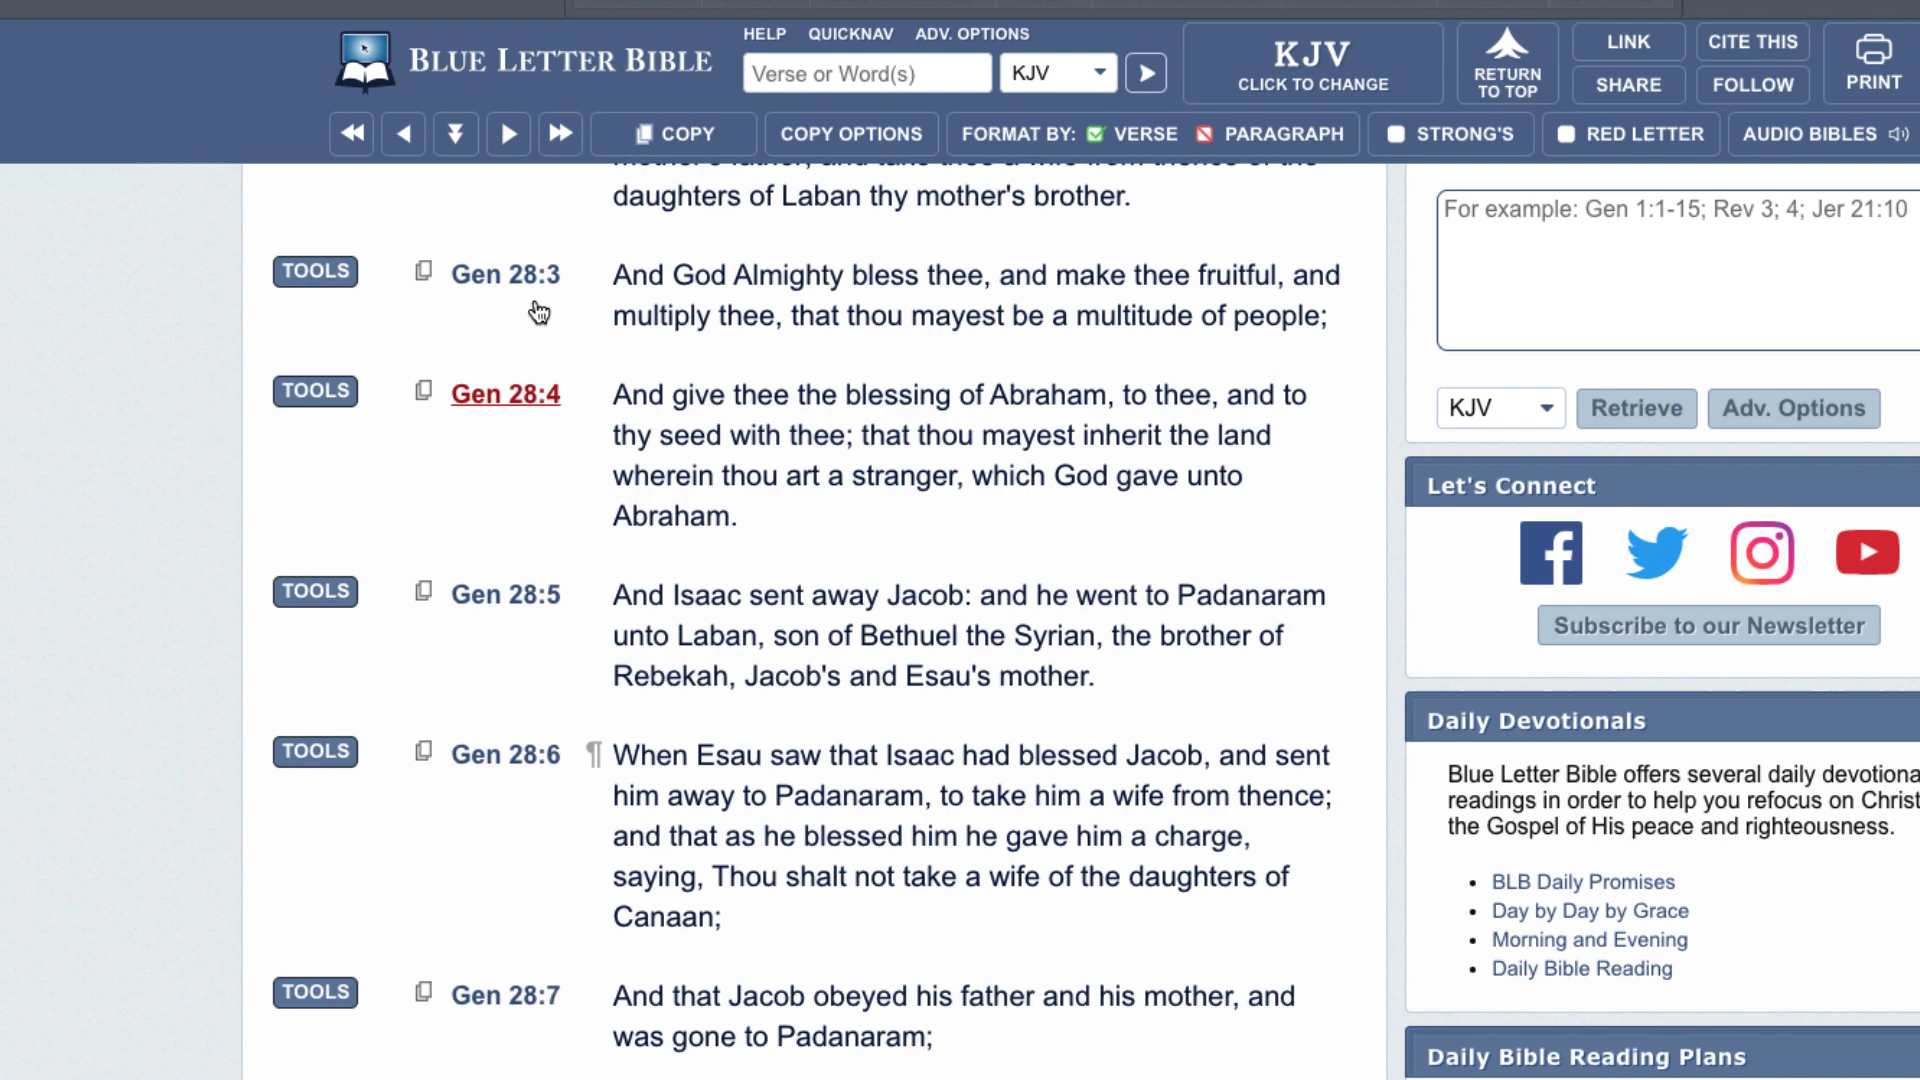 HELP QUICKNAV ADV. OPTIONS
BLUE LETTER BIBLE
Verse or Word(s)
KJV
KJV
CLICK TO CHANGE
RETURN
TO TOP
LINK
CITE THIS
SHARE
FOLLOW
PRINT
COPY
COPY OPTIONS
FORMAT BY: VERSE PARAGRAPH
STRONG'S
RED LETTER
AUDIO BIBLES
mother's father; and take thee a wife from thence of the
daughters of Laban thy mother's brother.
TOOLS Gen 28:3 And God Almighty bless thee, and make thee fruitful, and
multiply thee, that thou mayest be a multitude of people;
TOOLS Gen 28:4 And give thee the blessing of Abraham, to thee, and to
thy seed with thee; that thou mayest inherit the land
wherein thou art a stranger, which God gave unto
Abraham.
TOOLS Gen 28:5 And Isaac sent away Jacob: and he went to Padanaram
unto Laban, son of Bethuel the Syrian, the brother of
Rebekah, Jacob's and Esau's mother.
TOOLS Gen 28:6 ¶ When Esau saw that Isaac had blessed Jacob, and sent
him away to Padanaram, to take him a wife from thence;
and that as he blessed him he gave him a charge,
saying, Thou shalt not take a wife of the daughters of
Canaan;
TOOLS Gen 28:7 And that Jacob obeyed his father and his mother, and
was gone to Padanaram;
For example: Gen 1:1-15; Rev 3; 4; Jer 21:10
KJV Retrieve Adv. Options
Let's Connect
Subscribe to our Newsletter
Daily Devotionals
Blue Letter Bible offers several daily devotiona
readings in order to help you refocus on Christ
the Gospel of His peace and righteousness.
• BLB Daily Promises
• Day by Day by Grace
• Morning and Evening
• Daily Bible Reading
Daily Bible Reading Plans